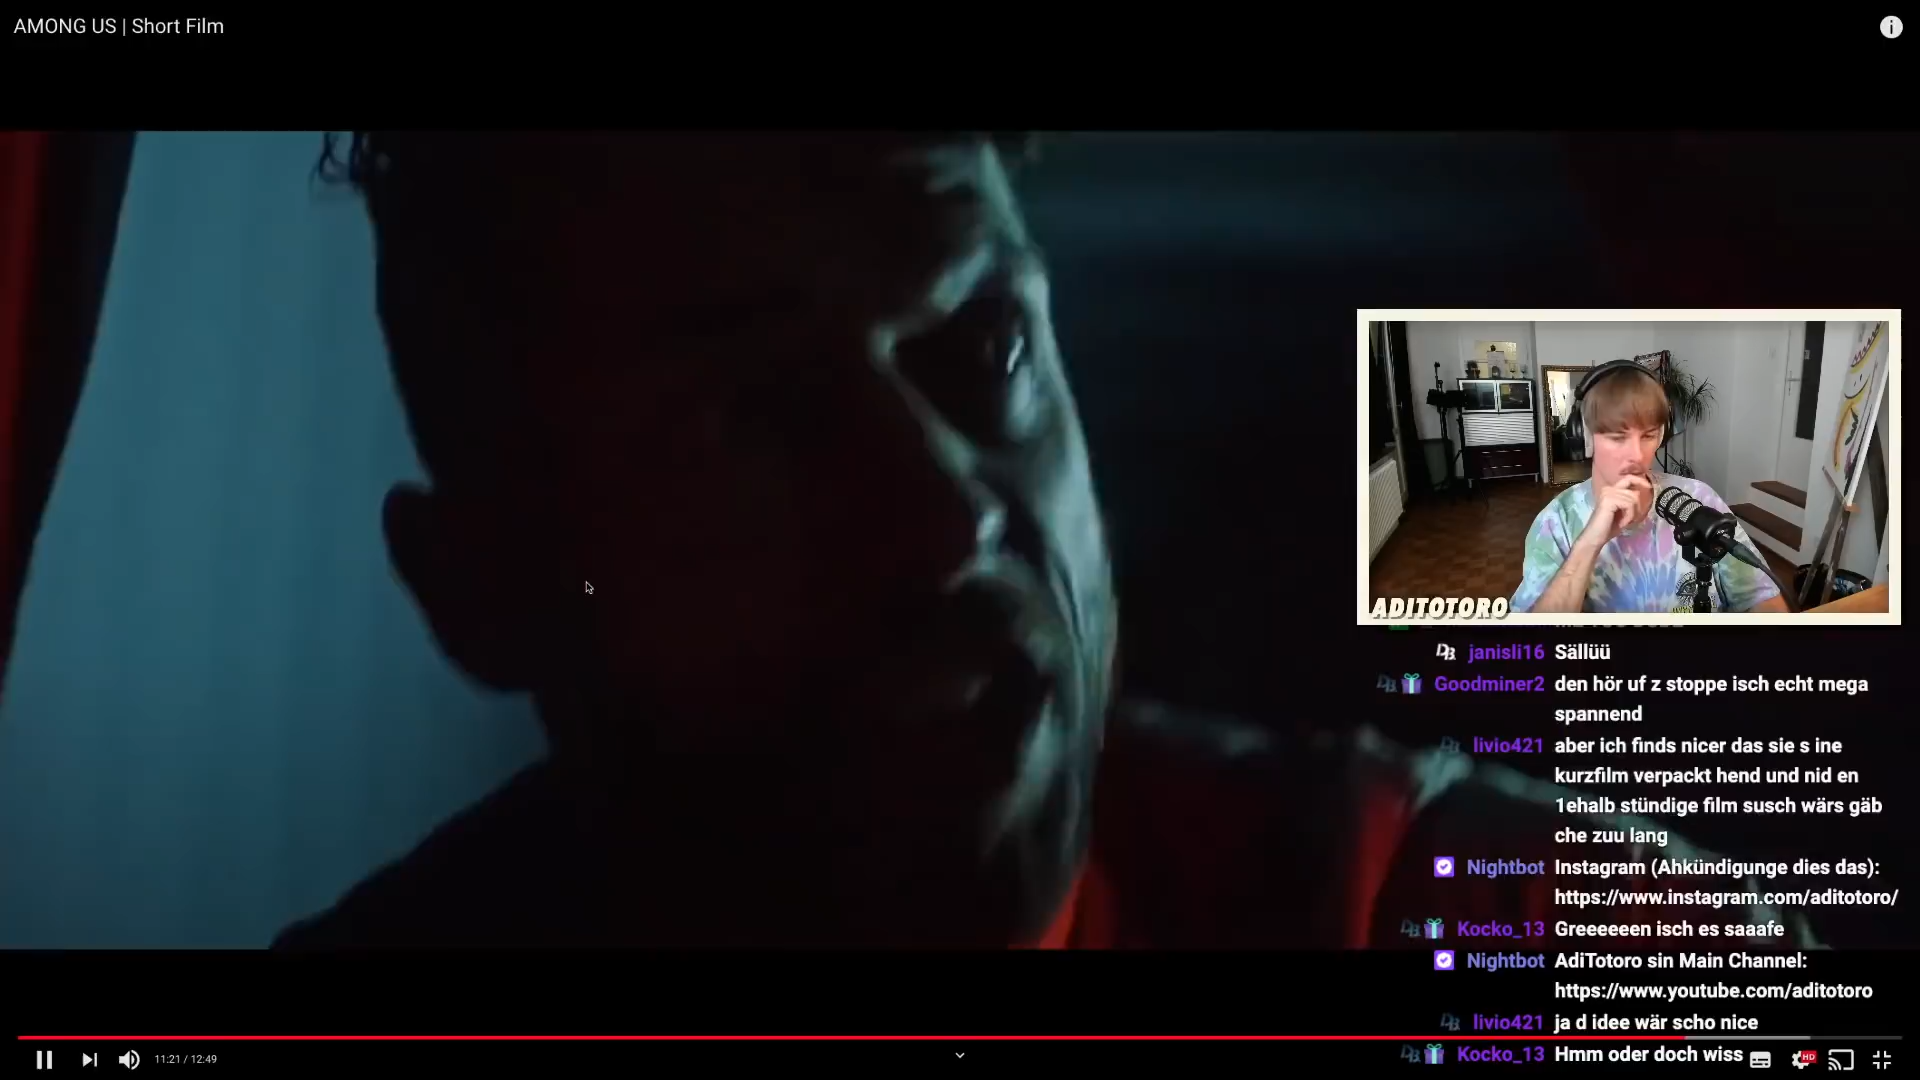 AMONG US | Short Film
ADITOTORO
janisli16 Sällüü
Goodminer2 den hör uf z stoppe isch echt mega
spannend
livio421 aber ich finds nicer das sie s ine
kurzfilm verpackt hend und nid en
1ehalb stündige film susch wärs gäb
che zuu lang
Nightbot Instagram (Ahkündigunge dies das):
https://www.instagram.com/aditotoro/
Kocko_13 Greeeeeen isch es saaafe
Nightbot AdiTotoro sin Main Channel:
https://www.youtube.com/aditotoro
livio421 ja d idee wär scho nice
Kocko_13 Hmm oder doch wiss
11:21 / 12:49
HD